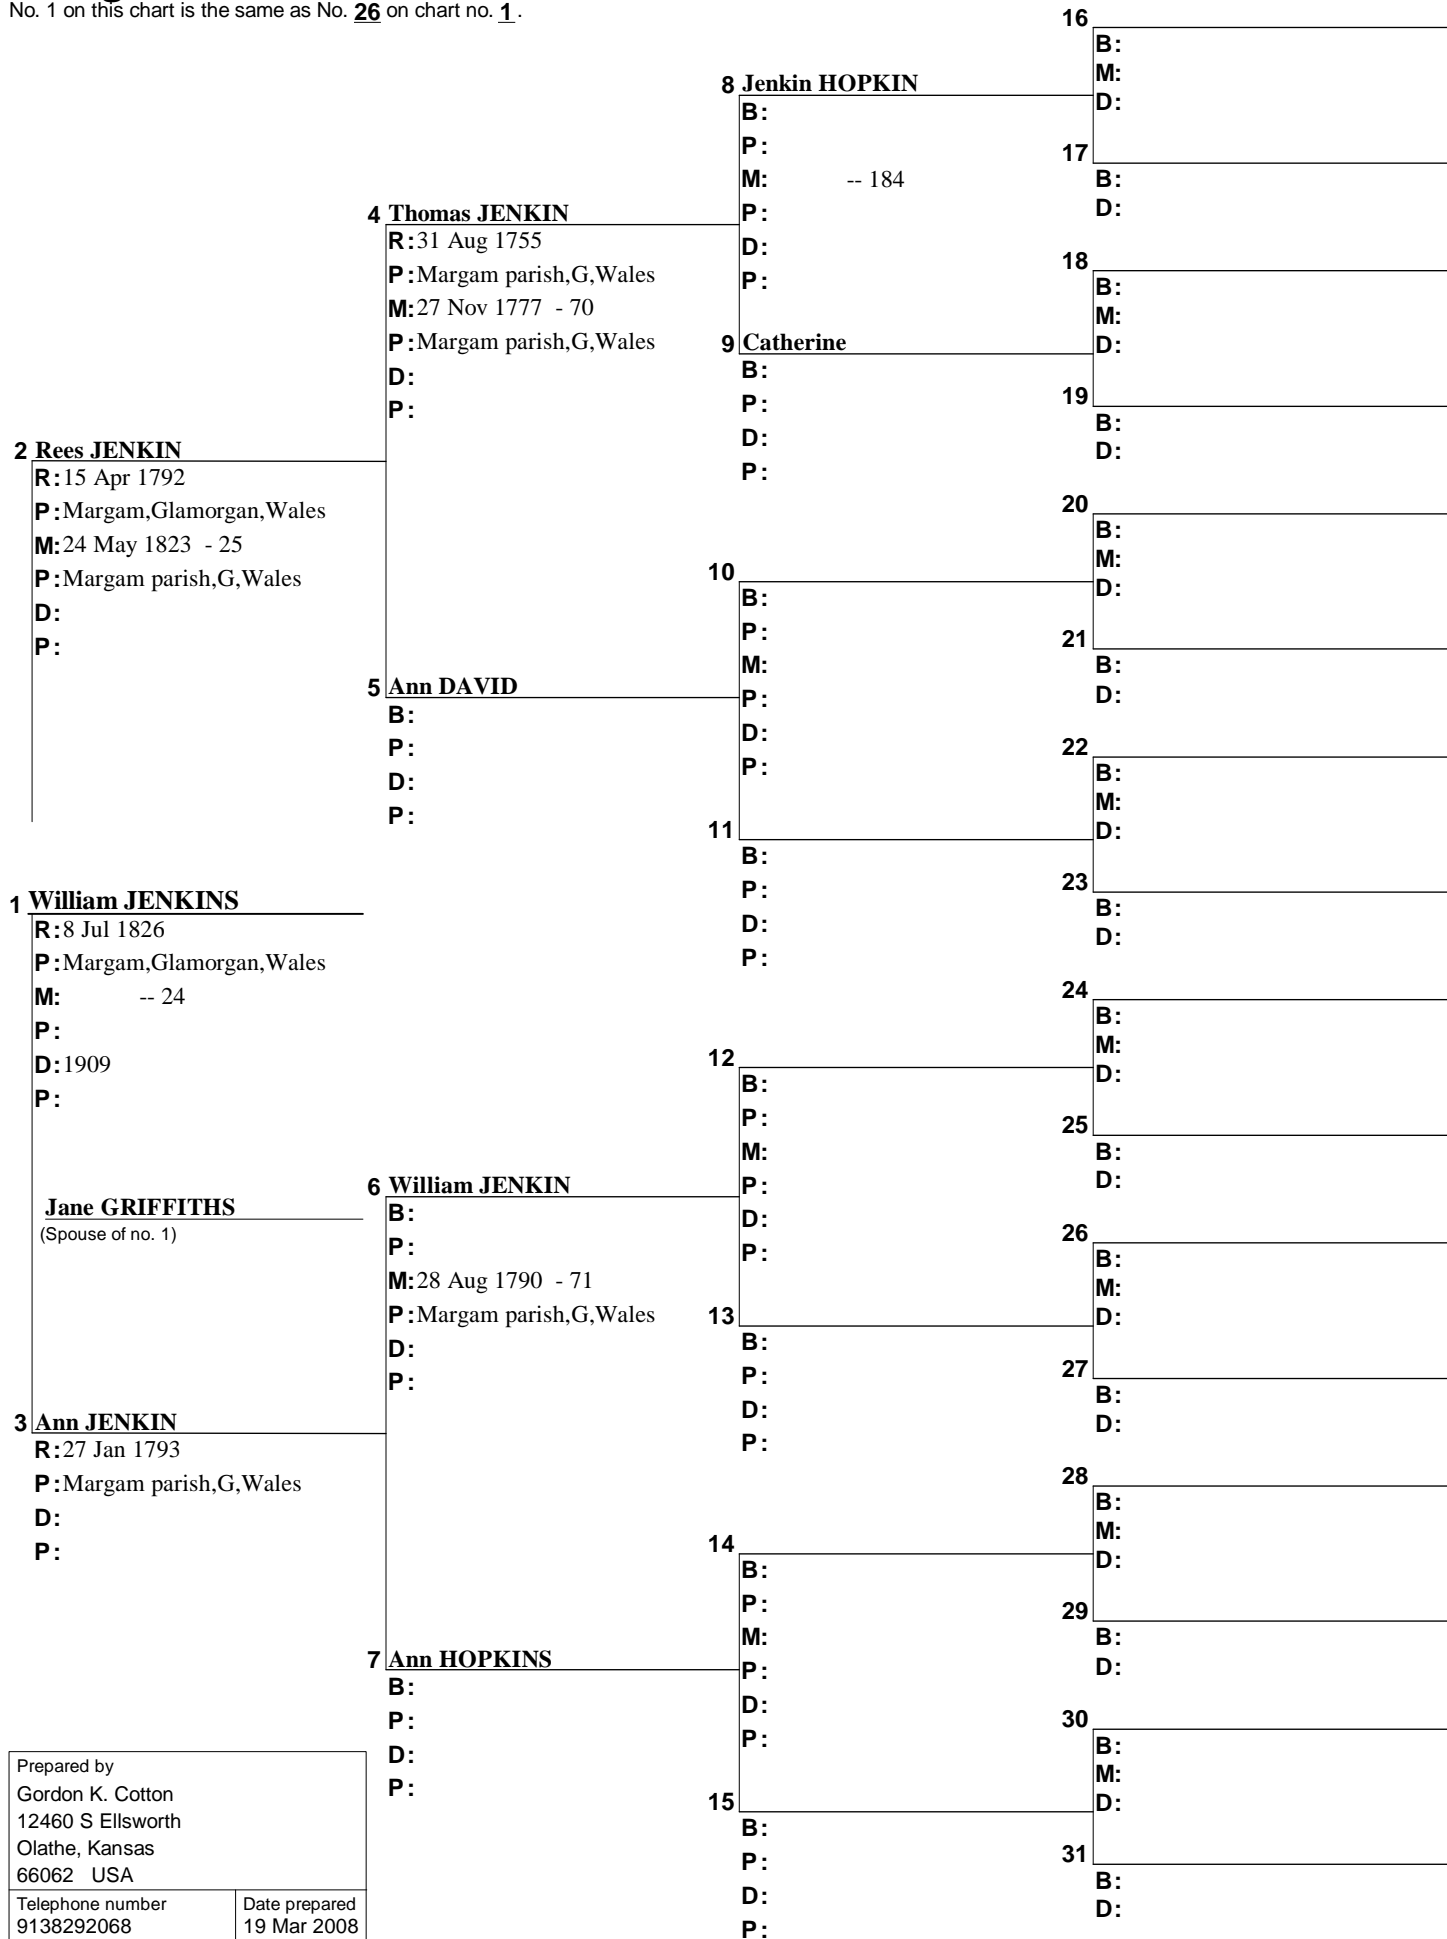 No. 1 on this chart is the same as No. 26 on chart no. 1 .
2 Rees JENKIN
R: 15 Apr 1792
P: Margam,Glamorgan,Wales
M: 24 May 1823 - 25
P: Margam parish,G,Wales
D:
P:
1 William JENKINS
R: 8 Jul 1826
P: Margam,Glamorgan,Wales
M: -- 24
P:
D: 1909
P:
Jane GRIFFITHS
(Spouse of no. 1)
3 Ann JENKIN
R: 27 Jan 1793
P: Margam parish,G,Wales
D:
P:
4 Thomas JENKIN
R: 31 Aug 1755
P: Margam parish,G,Wales
M: 27 Nov 1777 - 70
P: Margam parish,G,Wales
D:
P:
5 Ann DAVID
B:
P:
D:
P:
6 William JENKIN
B:
P:
M: 28 Aug 1790 - 71
P: Margam parish,G,Wales
D:
P:
7 Ann HOPKINS
B:
P:
D:
P:
8 Jenkin HOPKIN
B:
P:
M: -- 184
P:
D:
P:
9 Catherine
B:
P:
D:
P:
10
B:
P:
M:
P:
D:
P:
11
B:
P:
D:
P:
12
B:
P:
M:
P:
D:
P:
13
B:
P:
D:
P:
14
B:
P:
M:
P:
D:
P:
15
B:
P:
D:
P:
16
B:
M:
D:
17
B:
D:
18
B:
M:
D:
19
B:
D:
20
B:
M:
D:
21
B:
D:
22
B:
M:
D:
23
B:
D:
24
B:
M:
D:
25
B:
D:
26
B:
M:
D:
27
B:
D:
28
B:
M:
D:
29
B:
D:
30
B:
M:
D:
31
B:
D:
Prepared by
Gordon K. Cotton
12460 S Ellsworth
Olathe, Kansas
66062 USA
Telephone number
9138292068
Date prepared
19 Mar 2008